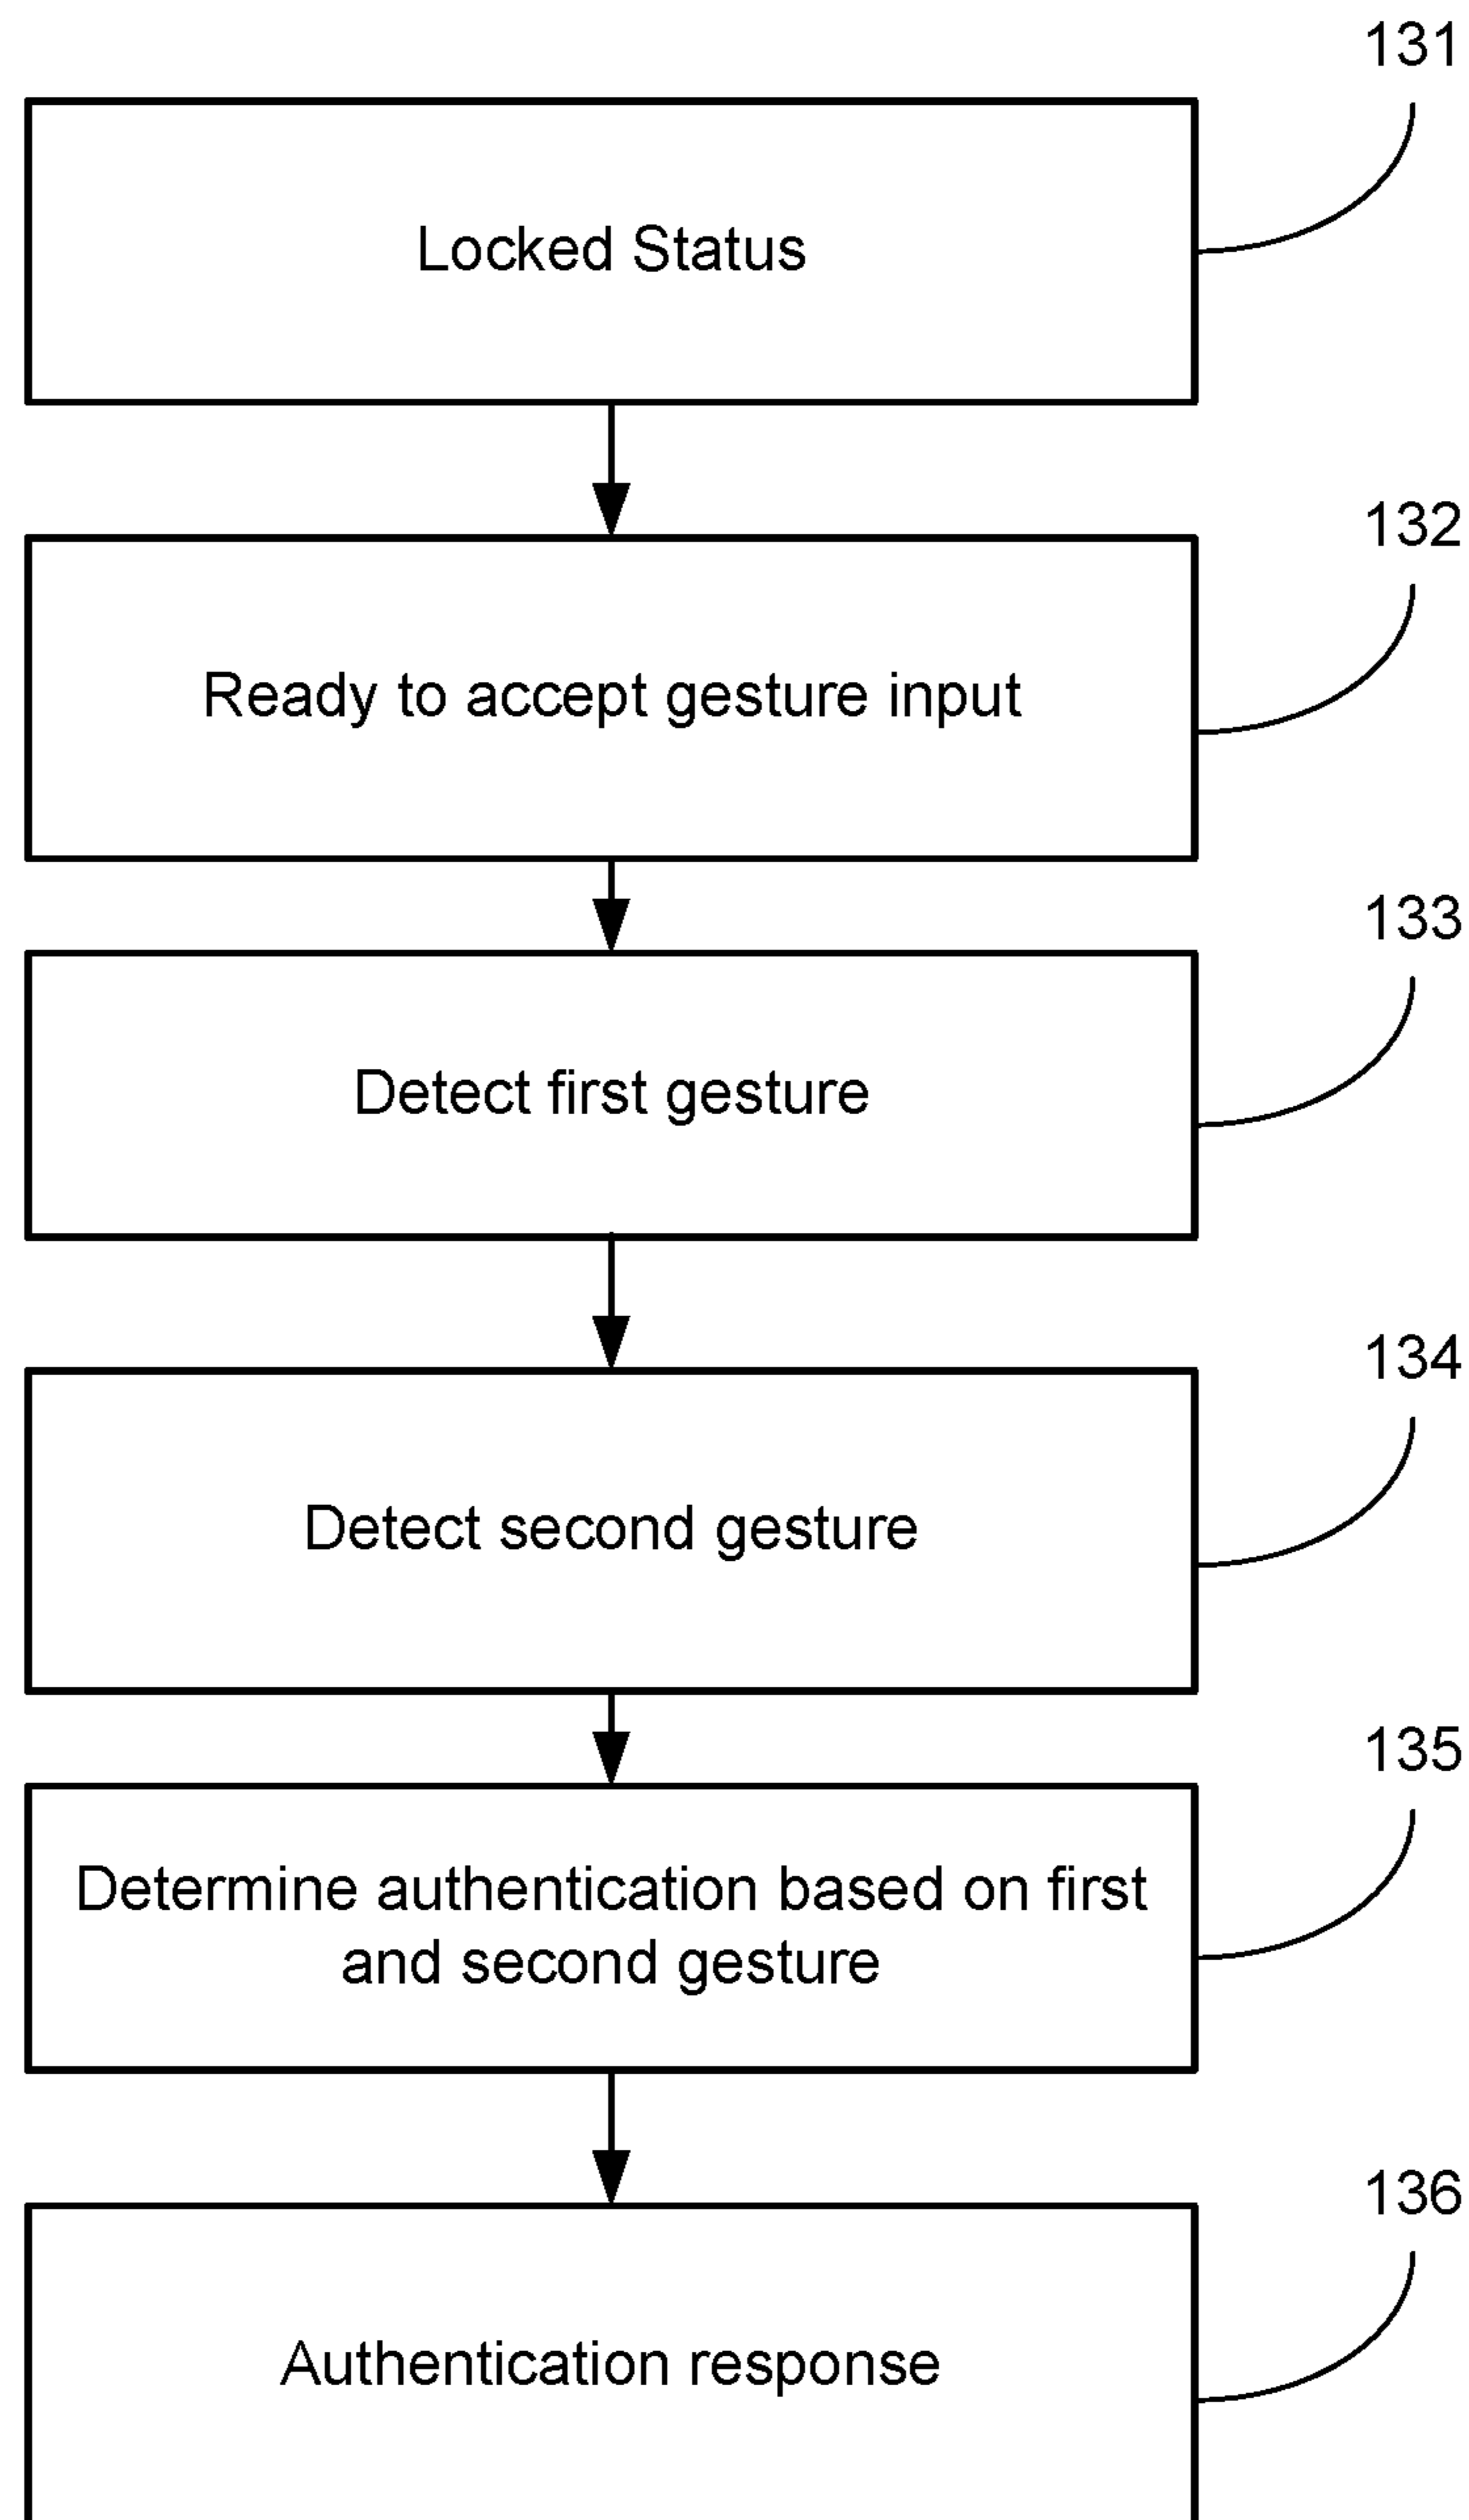 131
Locked Status
132
Ready to accept gesture input
133
Detect first gesture
134
Detect second gesture
135
Determine authentication based on first
and second gesture
136
Authentication response